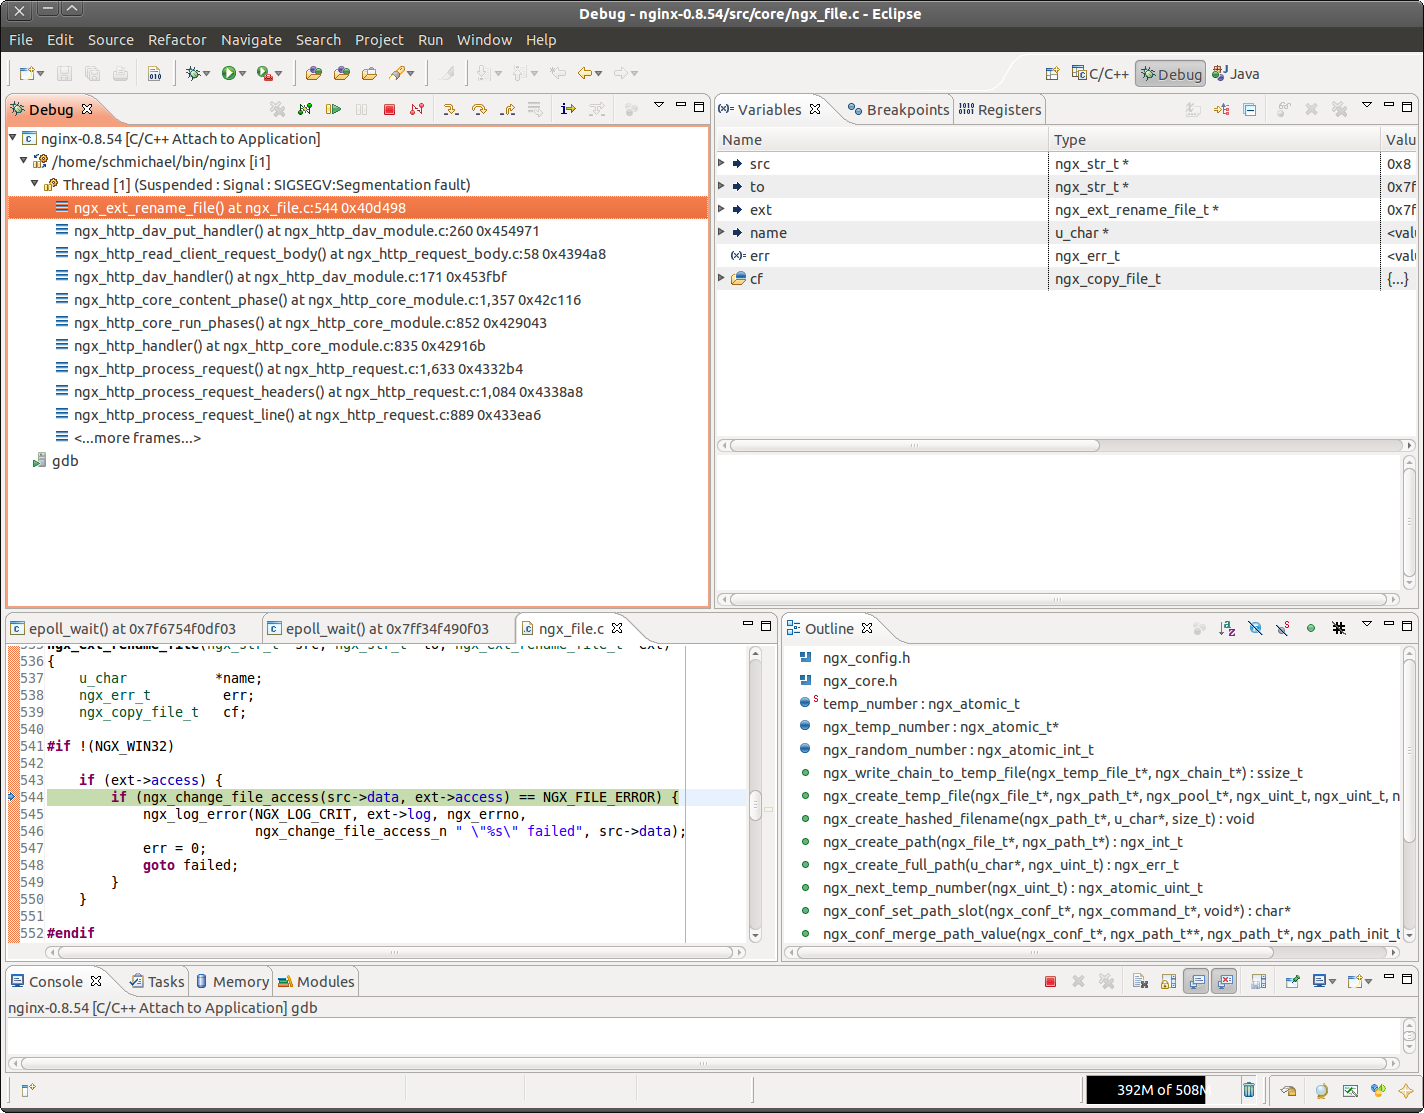 Debug - nginx-0.8.54/src/core/ngx_file.c - Eclipse
File Edit Source Refactor Navigate Search Project Run Window Help
C/C++ Debug Java
Debug
nginx-0.8.54 [C/C++ Attach to Application]
/home/schmichael/bin/nginx [i1]
Thread [1] (Suspended : Signal : SIGSEGV:Segmentation fault)
ngx_ext_rename_file() at ngx_file.c:544 0x40d498
ngx_http_dav_put_handler() at ngx_http_dav_module.c:260 0x454971
ngx_http_read_client_request_body() at ngx_http_request_body.c:58 0x4394a8
ngx_http_dav_handler() at ngx_http_dav_module.c:171 0x453fbf
ngx_http_core_content_phase() at ngx_http_core_module.c:1,357 0x42c116
ngx_http_core_run_phases() at ngx_http_core_module.c:852 0x429043
ngx_http_handler() at ngx_http_core_module.c:835 0x42916b
ngx_http_process_request() at ngx_http_request.c:1,633 0x4332b4
ngx_http_process_request_headers() at ngx_http_request.c:1,084 0x4338a8
ngx_http_process_request_line() at ngx_http_request.c:889 0x433ea6
<...more frames...>
gdb
Variables Breakpoints Registers
Name Type Valu
src ngx_str_t * 0x8
to ngx_str_t * 0x7f
ext ngx_ext_rename_file_t * 0x7f
name u_char * <valu
err ngx_err_t <valu
cf ngx_copy_file_t {...}
epoll_wait() at 0x7f6754f0df03 epoll_wait() at 0x7ff34f490f03 ngx_file.c
ngx_ext_rename_file(ngx_str_t *src, ngx_str_t *to, ngx_ext_rename_file_t *ext)
536 {
537     u_char           *name;
538     ngx_err_t         err;
539     ngx_copy_file_t   cf;
540
541 #if !(NGX_WIN32)
542
543     if (ext->access) {
544         if (ngx_change_file_access(src->data, ext->access) == NGX_FILE_ERROR) {
545             ngx_log_error(NGX_LOG_CRIT, ext->log, ngx_errno,
546                           ngx_change_file_access_n " \"%s\" failed", src->data);
547             err = 0;
548             goto failed;
549         }
550     }
551
552 #endif
Outline
ngx_config.h
ngx_core.h
S temp_number : ngx_atomic_t
ngx_temp_number : ngx_atomic_t*
ngx_random_number : ngx_atomic_int_t
ngx_write_chain_to_temp_file(ngx_temp_file_t*, ngx_chain_t*) : ssize_t
ngx_create_temp_file(ngx_file_t*, ngx_path_t*, ngx_pool_t*, ngx_uint_t, ngx_uint_t, n
ngx_create_hashed_filename(ngx_path_t*, u_char*, size_t) : void
ngx_create_path(ngx_file_t*, ngx_path_t*) : ngx_int_t
ngx_create_full_path(u_char*, ngx_uint_t) : ngx_err_t
ngx_next_temp_number(ngx_uint_t) : ngx_atomic_uint_t
ngx_conf_set_path_slot(ngx_conf_t*, ngx_command_t*, void*) : char*
ngx_conf_merge_path_value(ngx_conf_t*, ngx_path_t**, ngx_path_t*, ngx_path_init_t
Console Tasks Memory Modules
nginx-0.8.54 [C/C++ Attach to Application] gdb
392M of 508M